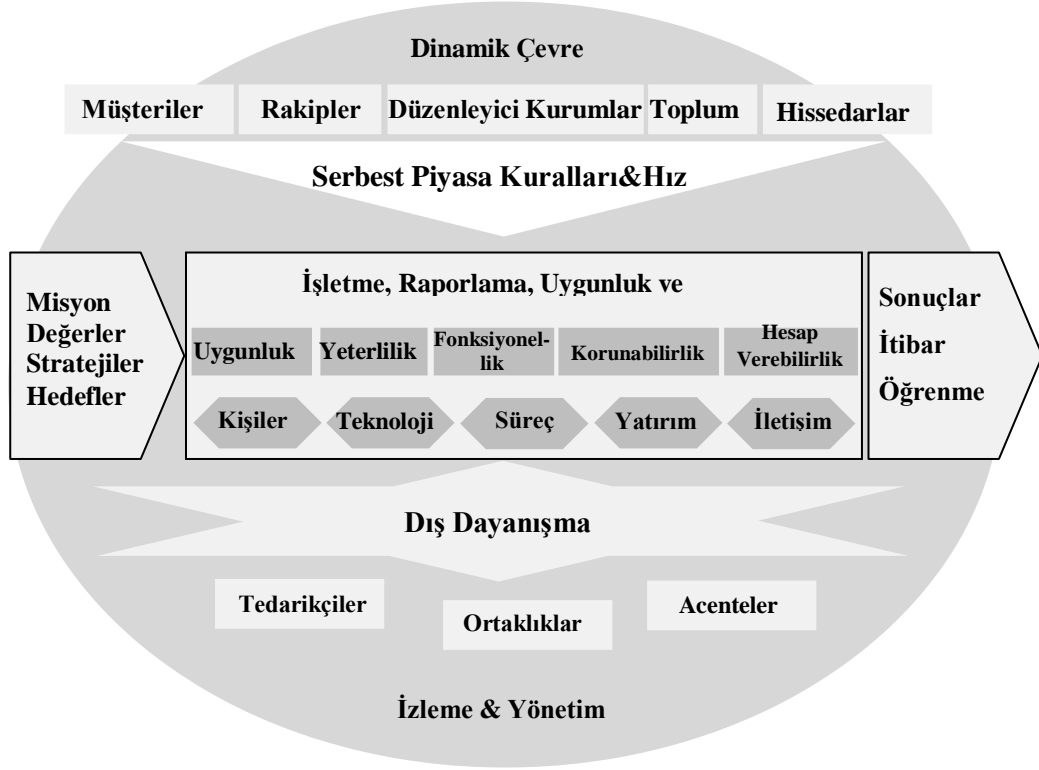 Dinamik Çevre
Müşteriler Rakipler Düzenleyici Kurumlar Toplum Hissedarlar
Serbest Piyasa Kuralları&Hız
Misyon
Değerler
Stratejiler
Hedefler
İşletme, Raporlama, Uygunluk ve
Uygunluk Yeterlilik Fonksiyonel-
lik Korunabilirlik Hesap
Verebilirlik
Kişiler Teknoloji Süreç Yatırım İletişim
Sonuçlar
İtibar
Öğrenme
Dış Dayanışma
Tedarikçiler Ortaklıklar Acenteler
İzleme & Yönetim